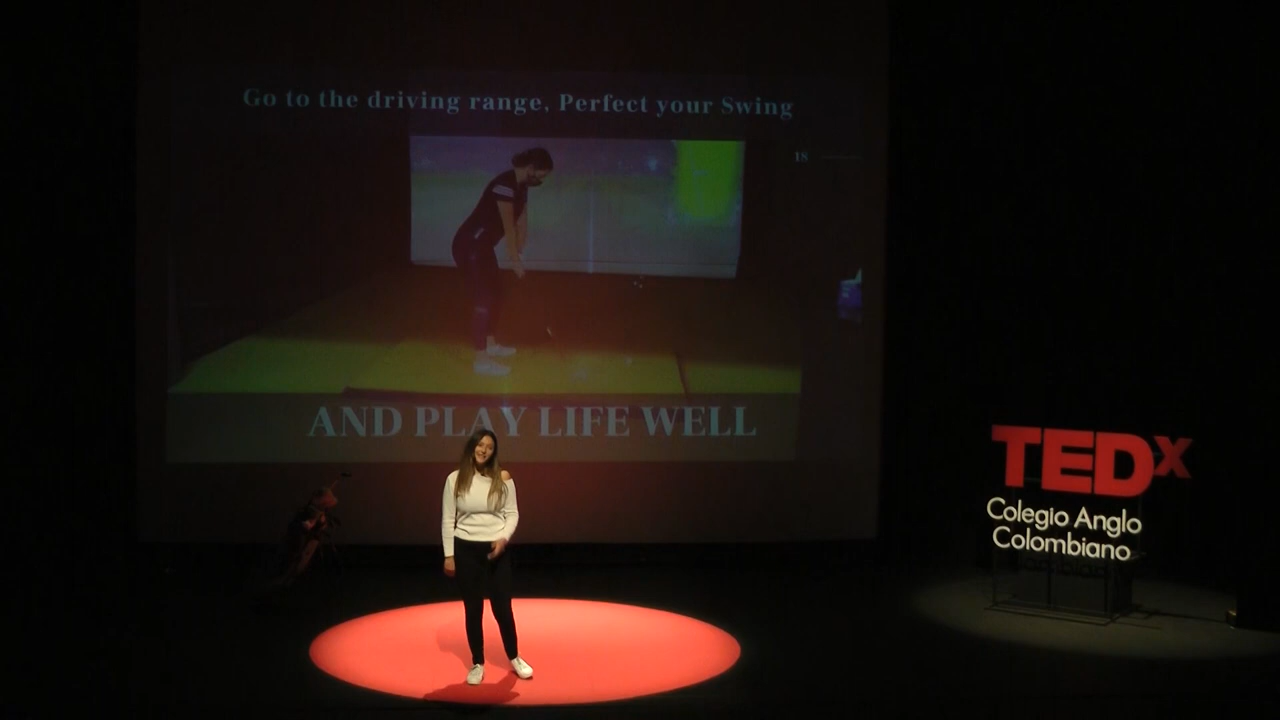 Go to the driving range, Perfect your Swing
18
AND PLAY LIFE WELL
TEDx
Colegio Anglo
Colombiano